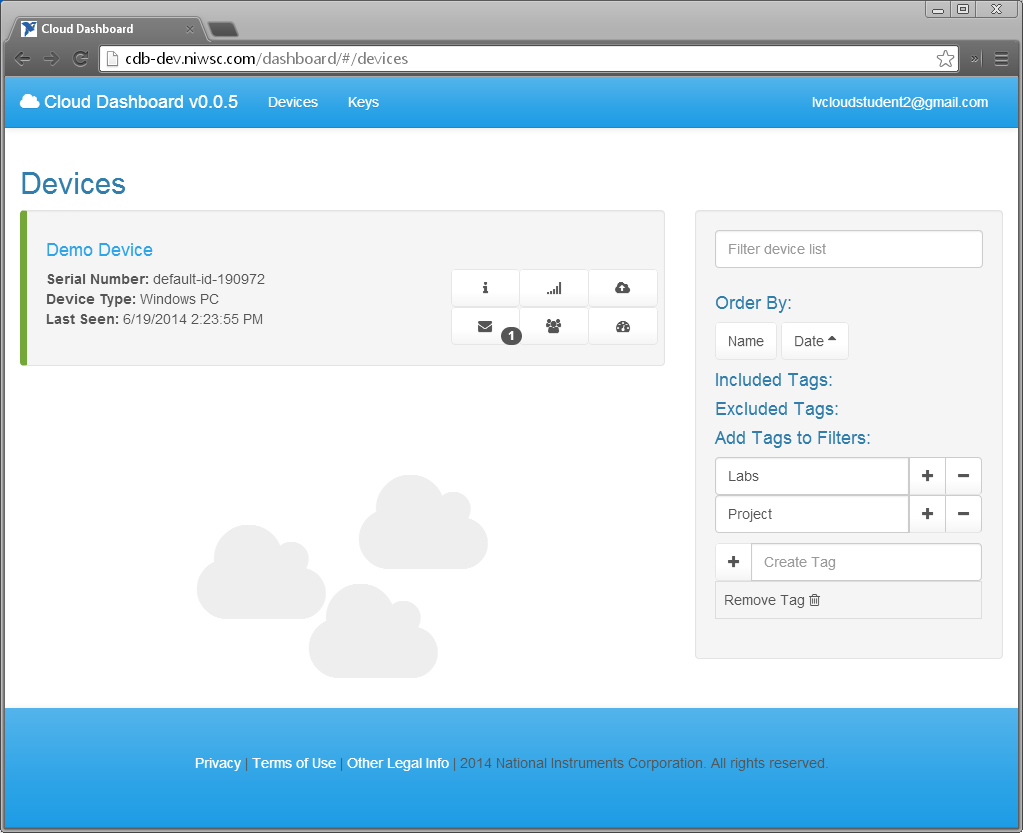 Cloud Dashboard
cdb-dev.niwsc.com/dashboard/#/devices
Cloud Dashboard v0.0.5 Devices Keys lvcloudstudent2@gmail.com
Devices
Demo Device
Serial Number: default-id-190972
Device Type: Windows PC
Last Seen: 6/19/2014 2:23:55 PM
1
Filter device list
Order By:
Name Date
Included Tags:
Excluded Tags:
Add Tags to Filters:
Labs
Project
Create Tag
Remove Tag
Privacy | Terms of Use | Other Legal Info | 2014 National Instruments Corporation. All rights reserved.